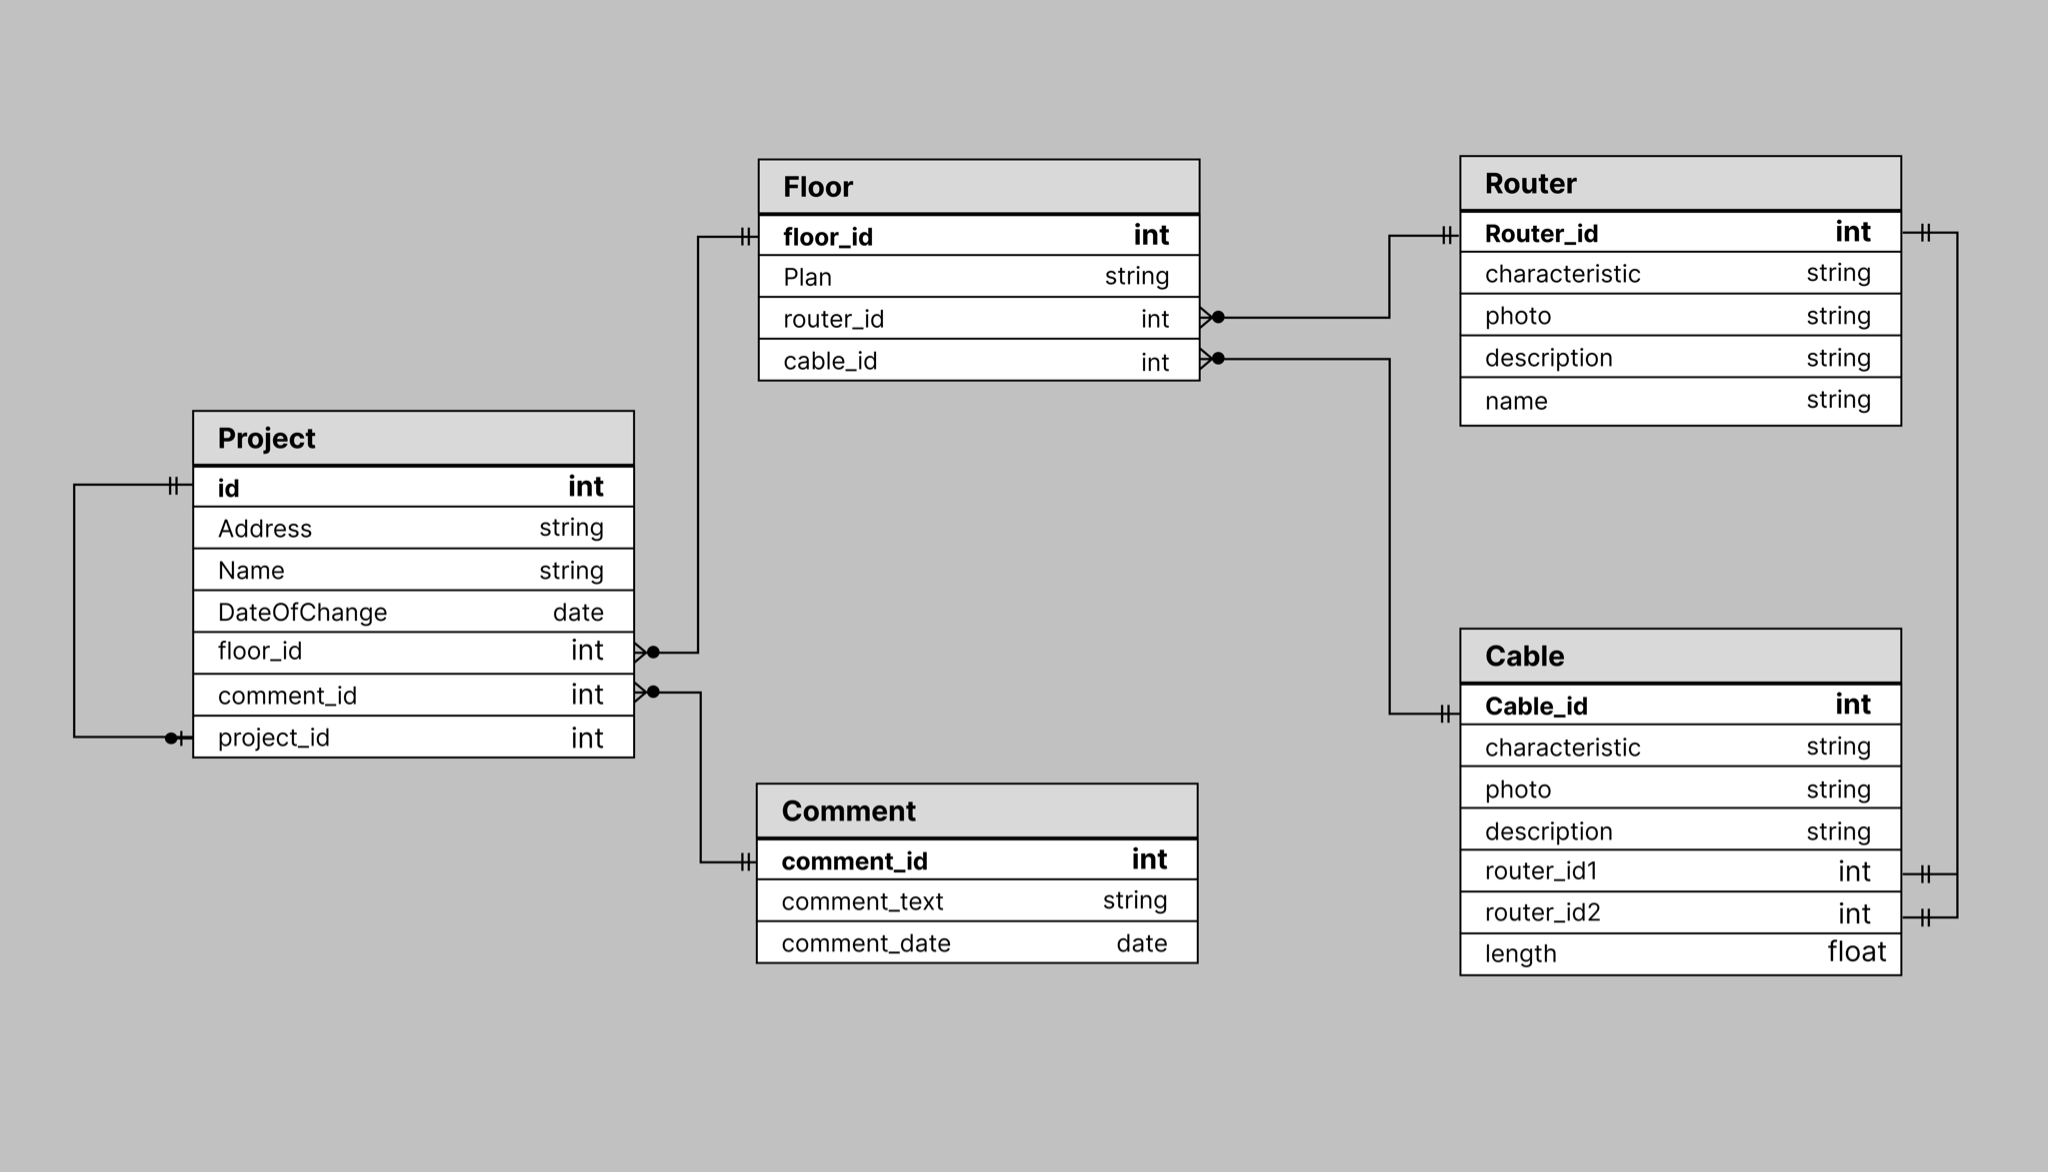 Floor
floor_id int
Plan string
router_id int
cable_id int
Router
Router_id int
characteristic string
photo string
description string
name string
Project
id int
Address string
Name string
DateOfChange date
floor_id int
comment_id int
project_id int
Cable
Cable_id int
characteristic string
photo string
description string
router_id1 int
router_id2 int
length float
Comment
comment_id int
comment_text string
comment_date date